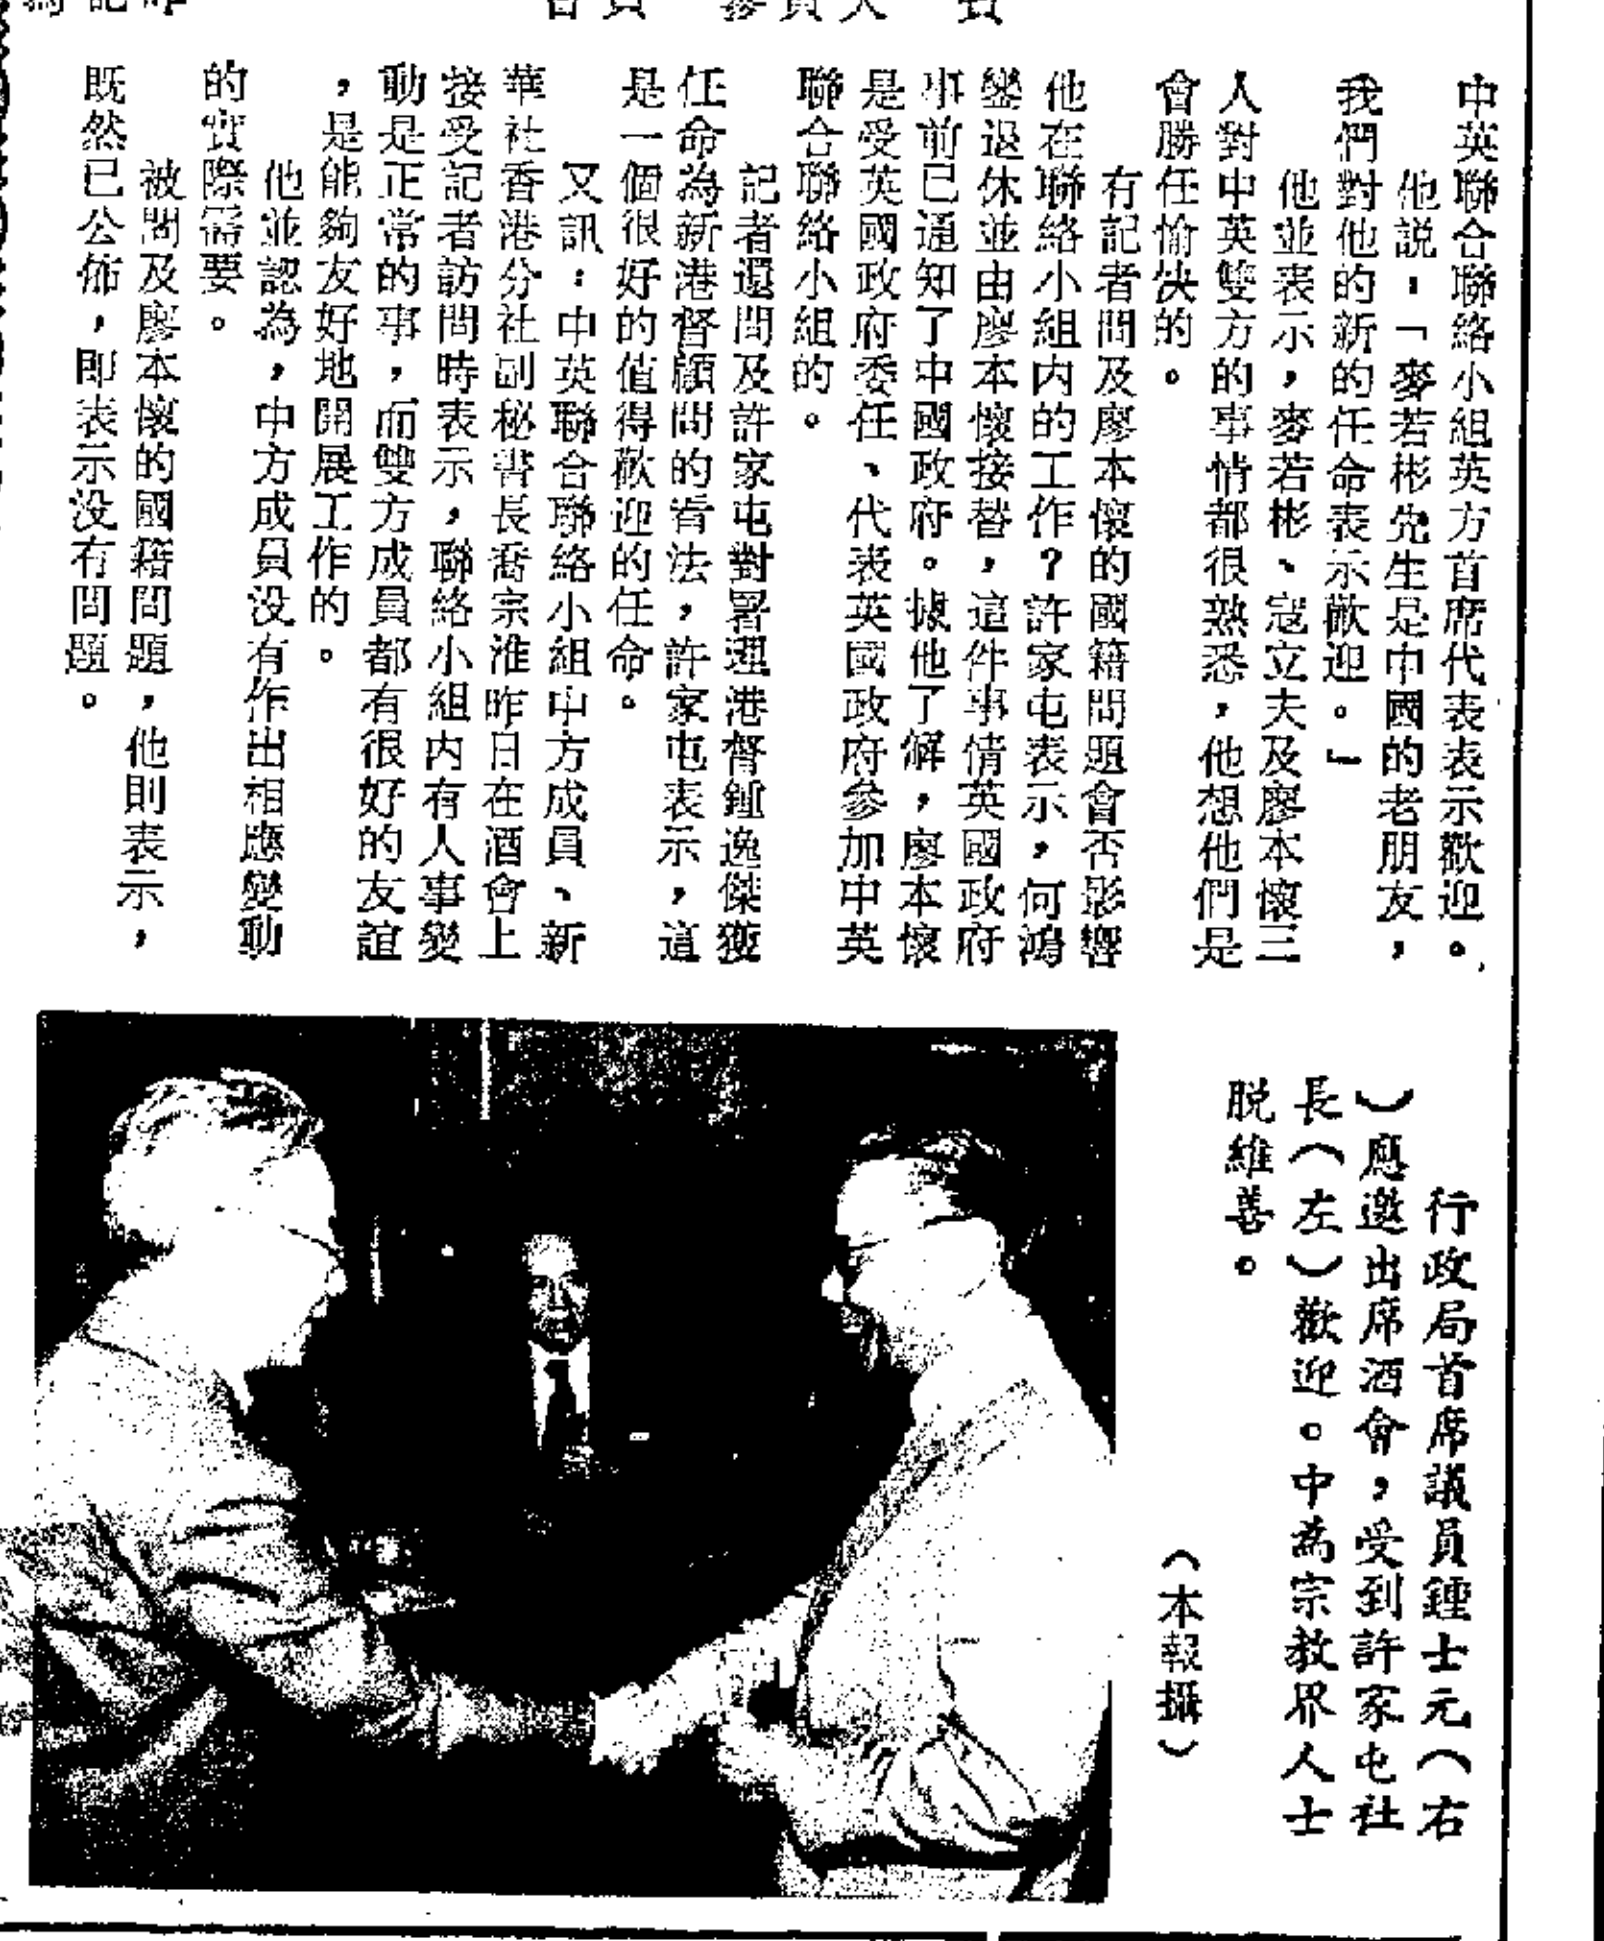 中英聯合聯絡小組英方首席代表表示歡迎。
他説：「麥若彬先生是中國的老朋友，
我們對他的新的任命表示歡迎。」
他並表示，麥若彬、寇立夫及廖本懷三
人對中英雙方的事情都很熟悉，他想他們是
會勝任愉快的。
有記者問及廖本懷的國籍問題會否影響
他在聯絡小組内的工作？許家屯表示，何鴻
鑾退休並由廖本懷接替，這件事情英國政府
事前已通知了中國政府。據他了解，廖本懷
是受英國政府委任、代表英國政府參加中英
聯合聯絡小組的。
記者還問及許家屯對署理港督鍾逸傑獲
任命為新港督顧問的看法，許家屯表示，這
是一個很好的值得歡迎的任命。
又訊：中英聯合聯絡小組中方成員、新
華社香港分社副秘書長喬宗淮昨日在酒會上
接受記者訪問時表示，聯絡小組内有人事變
動是正常的事，而雙方成員都有很好的友誼
，是能夠友好地開展工作的。
他並認為，中方成員没有作出相應變動
的實際需要。
被問及廖本懷的國籍問題，他則表示，
既然已公佈，即表示没有問題。
行政局首席議員鍾士元（右
）應邀出席酒會，受到許家屯社
長（左）歡迎。中為宗教界人士
脱維善。
（本報攝）